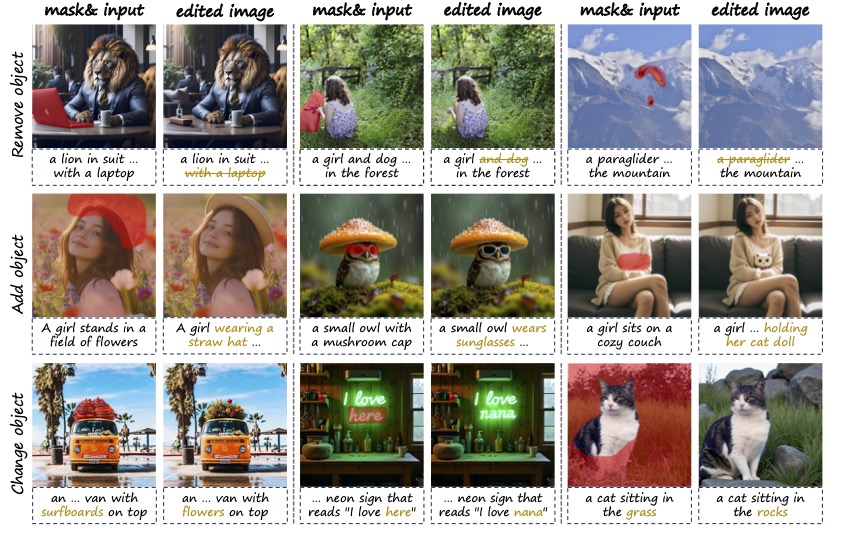 mask& input
edited image
mask& input
edited image
mask& input
edited image
Remove object
a lion in suit ...
with a laptop
a lion in suit ...
with a laptop
a girl and dog ...
in the forest
a girl and dog ...
in the forest
a paraglider ...
the mountain
a paraglider ...
the mountain
Add object
A girl stands in a
field of flowers
A girl wearing a
straw hat ...
a small owl with
a mushroom cap
a small owl wears
sunglasses ...
a girl sits on a
cozy couch
a girl ... holding
her cat doll
Change object
I love
here
I love
nana
an ... van with
surfboards on top
an ... van with
flowers on top
... neon sign that
reads "I love here"
... neon sign that
reads "I love nana"
a cat sitting in
the grass
a cat sitting in
the rocks